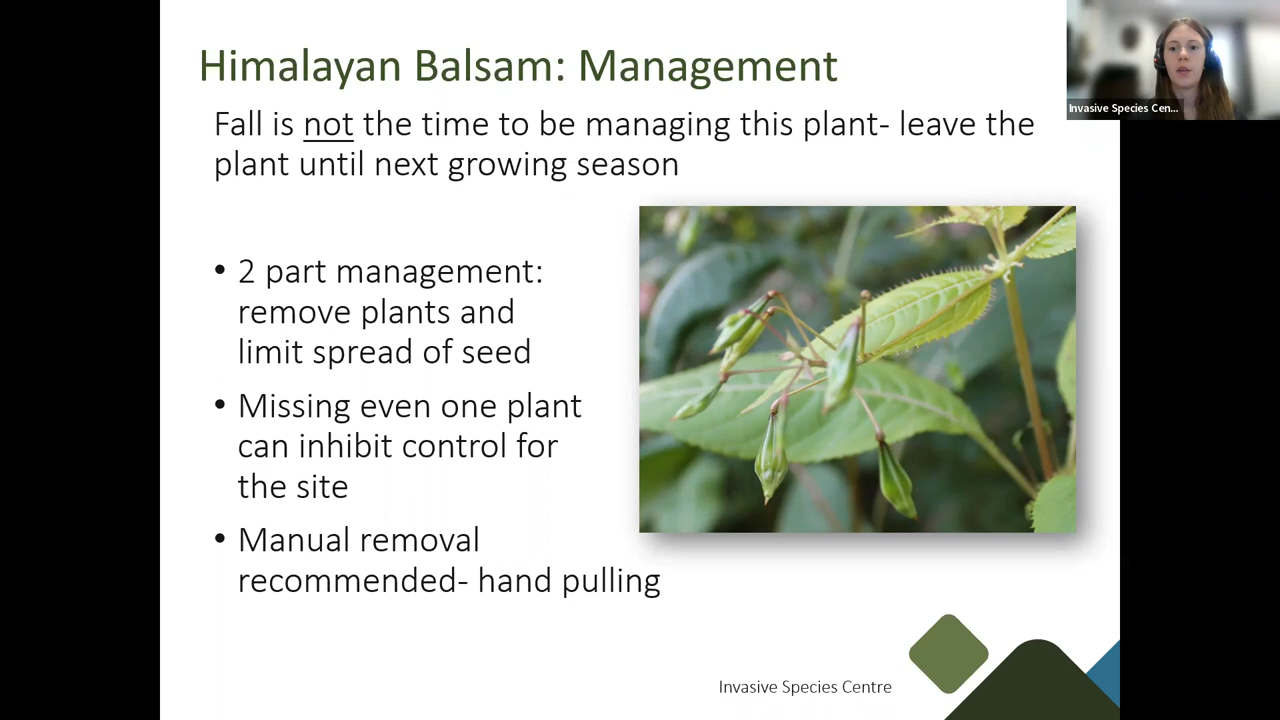 Himalayan Balsam: Management
Invasive Species Cen...
Fall is not the time to be managing this plant- leave the
plant until next growing season
• 2 part management:
remove plants and
limit spread of seed
• Missing even one plant
can inhibit control for
the site
• Manual removal
recommended- hand pulling
Invasive Species Centre